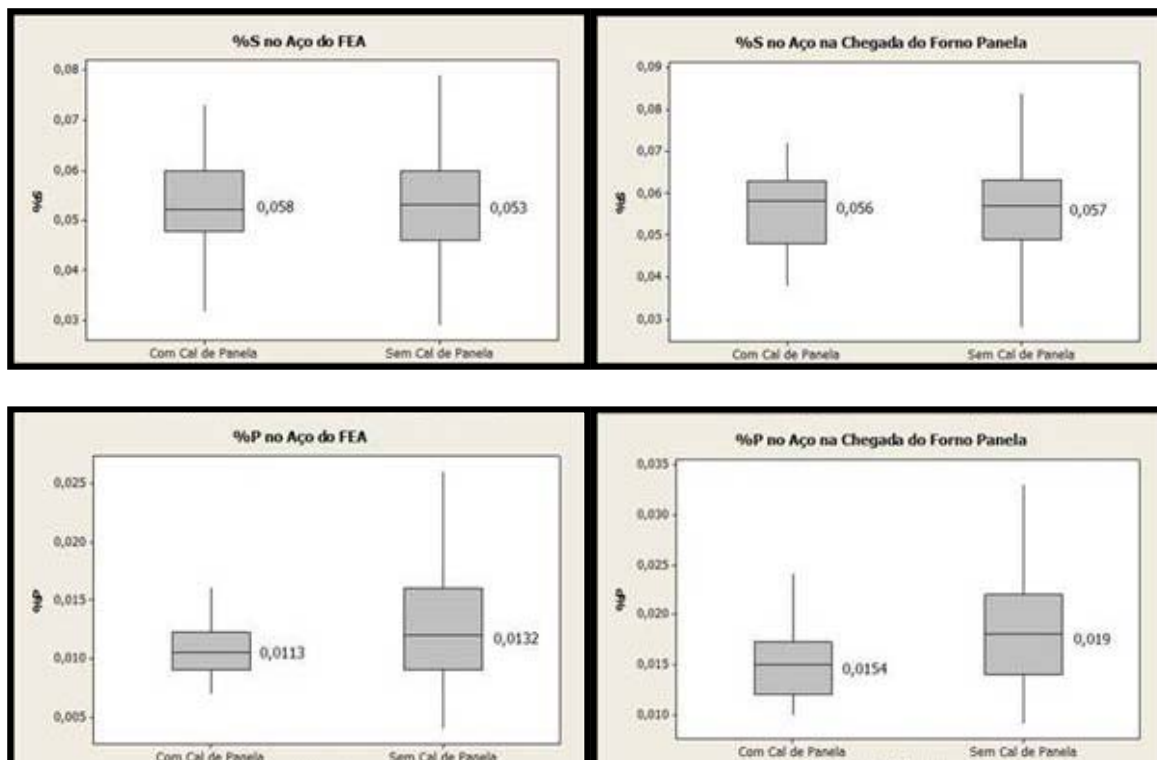 %S no Aço do FEA
0,08
0,07
0,06
0,05
0,04
0,03
%S
0,058
0,053
Com Cal de Panela
Sem Cal de Panela
%S no Aço na Chegada do Forno Panela
0,09
0,08
0,07
0,06
0,05
0,04
0,03
%S
0,056
0,057
Com Cal de Panela
Sem Cal de Panela
%P no Aço do FEA
0,025
0,020
0,015
0,010
0,005
%P
0,0113
0,0132
Com Cal de Panela
Sem Cal de Panela
%P no Aço na Chegada do Forno Panela
0,035
0,030
0,025
0,020
0,015
0,010
%P
0,0154
0,019
Com Cal de Panela
Sem Cal de Panela